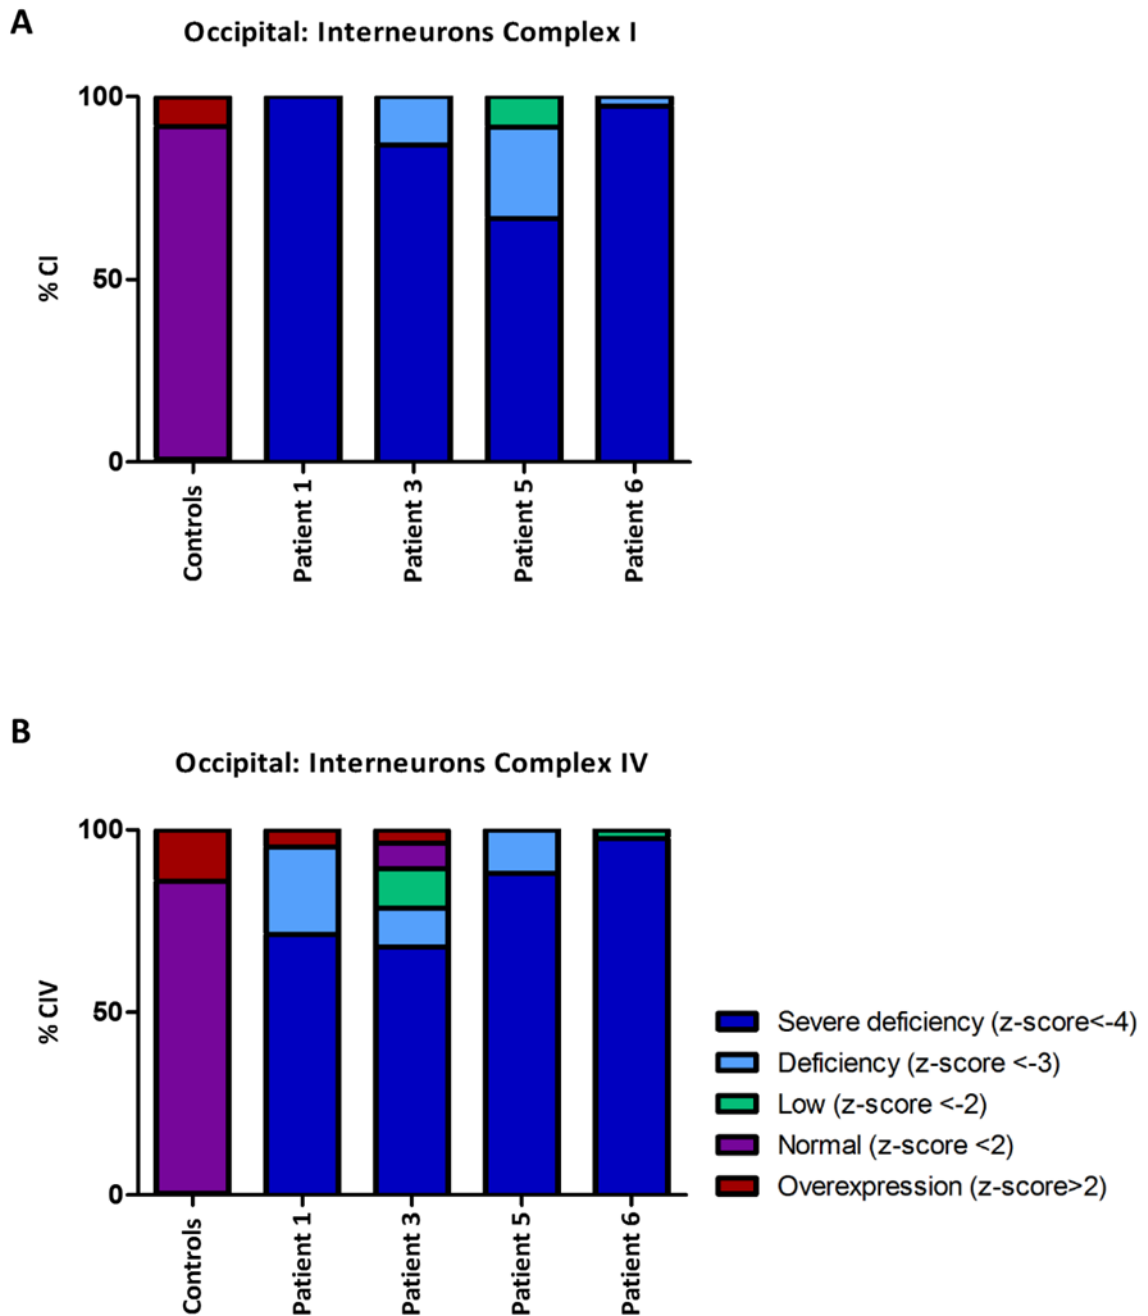 A
Occipital: Interneurons Complex I
100
50
0
% CI
Controls
Patient 1
Patient 3
Patient 5
Patient 6
B
Occipital: Interneurons Complex IV
100
50
0
% CIV
Controls
Patient 1
Patient 3
Patient 5
Patient 6
Severe deficiency (z-score<-4)
Deficiency (z-score <-3)
Low (z-score <-2)
Normal (z-score <2)
Overexpression (z-score>2)